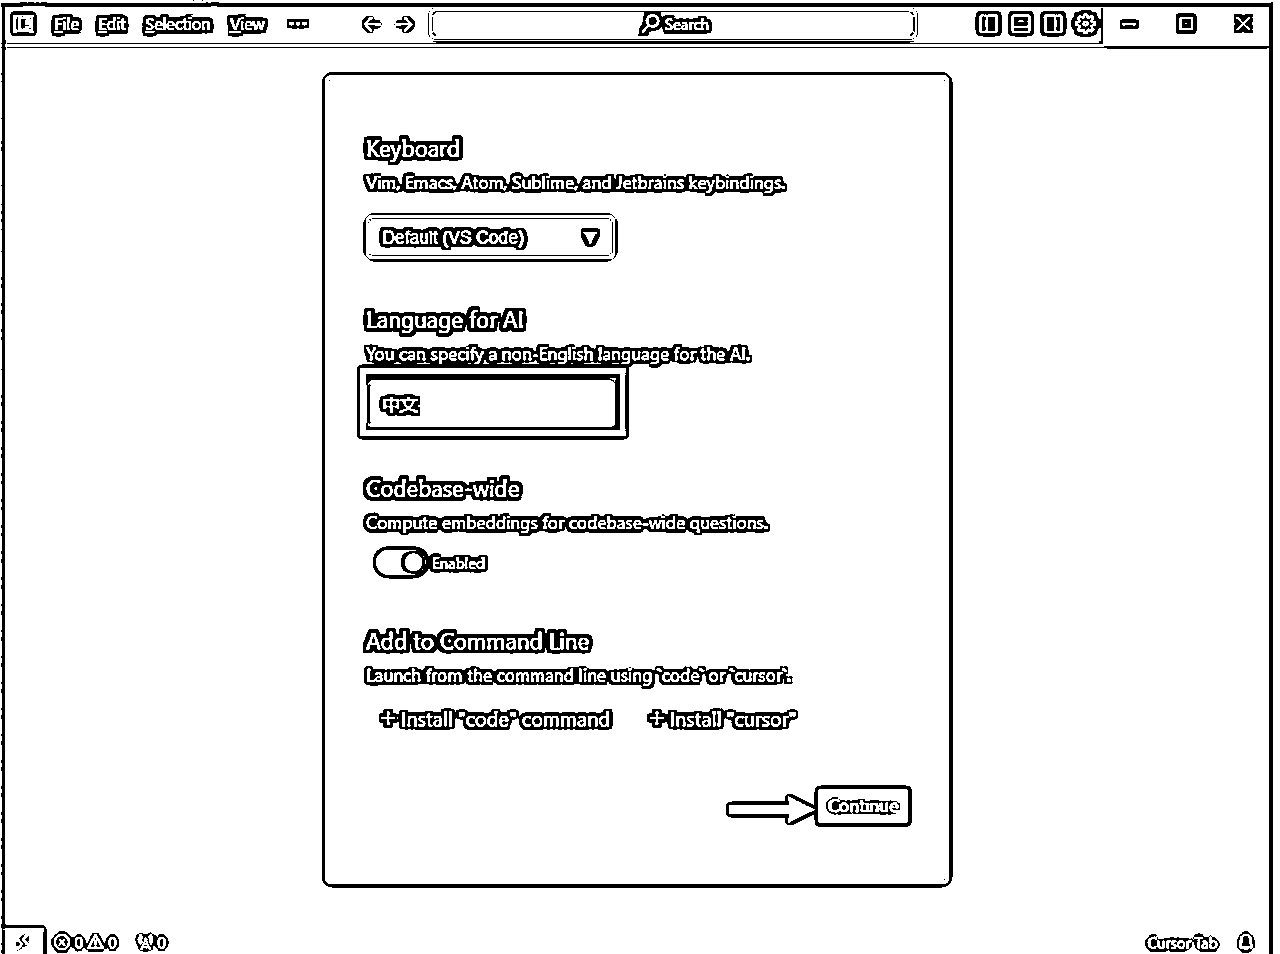 File Edit Selection View ... Search
Keyboard
Vim, Emacs, Atom, Sublime, and Jetbrains keybindings.
Default (VS Code)
Language for AI
You can specify a non-English language for the AI.
中文
Codebase-wide
Compute embeddings for codebase-wide questions.
Enabled
Add to Command Line
Launch from the command line using `code` or `cursor`.
+ Install "code" command + Install "cursor"
Continue
0 0 0 Cursor Tab